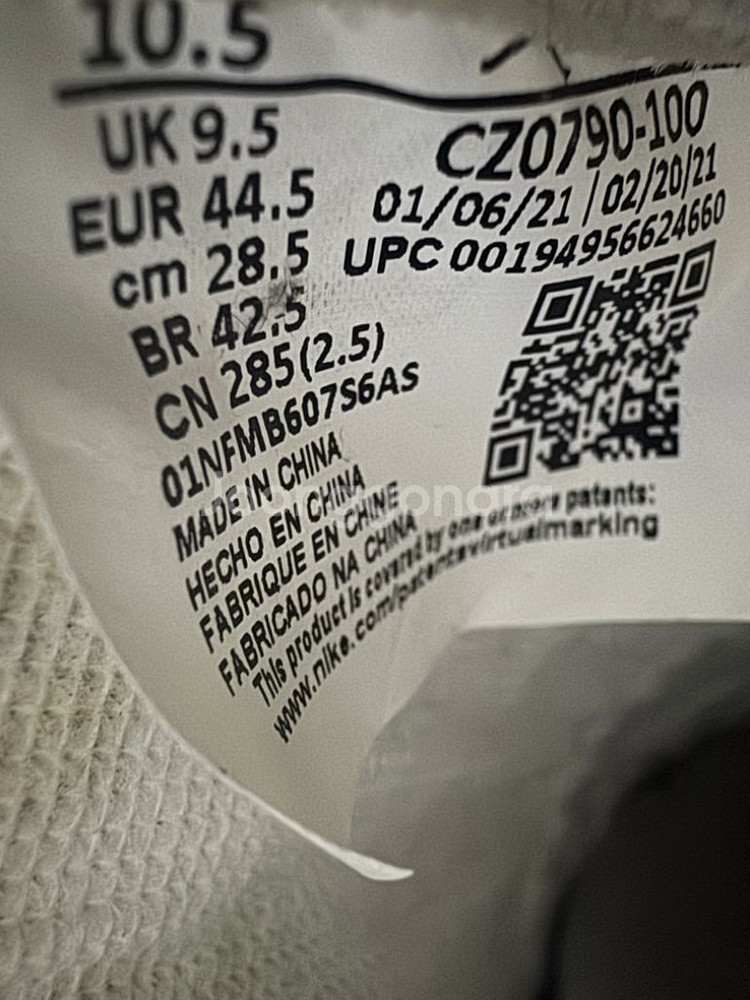 10.5
UK 9.5
EUR 44.5
cm 28.5
BR 42.5
CN 285(2.5)
01NFMB607S6AS
MADE IN CHINA
HECHO EN CHINA
FABRIQUE EN CHINE
FABRICADO NA CHINA
This product is covered by one or more patents:
www.nike.com/patentsvirtualmarking
CZ0790-100
01/06/21 | 02/20/21
UPC 00194956624660